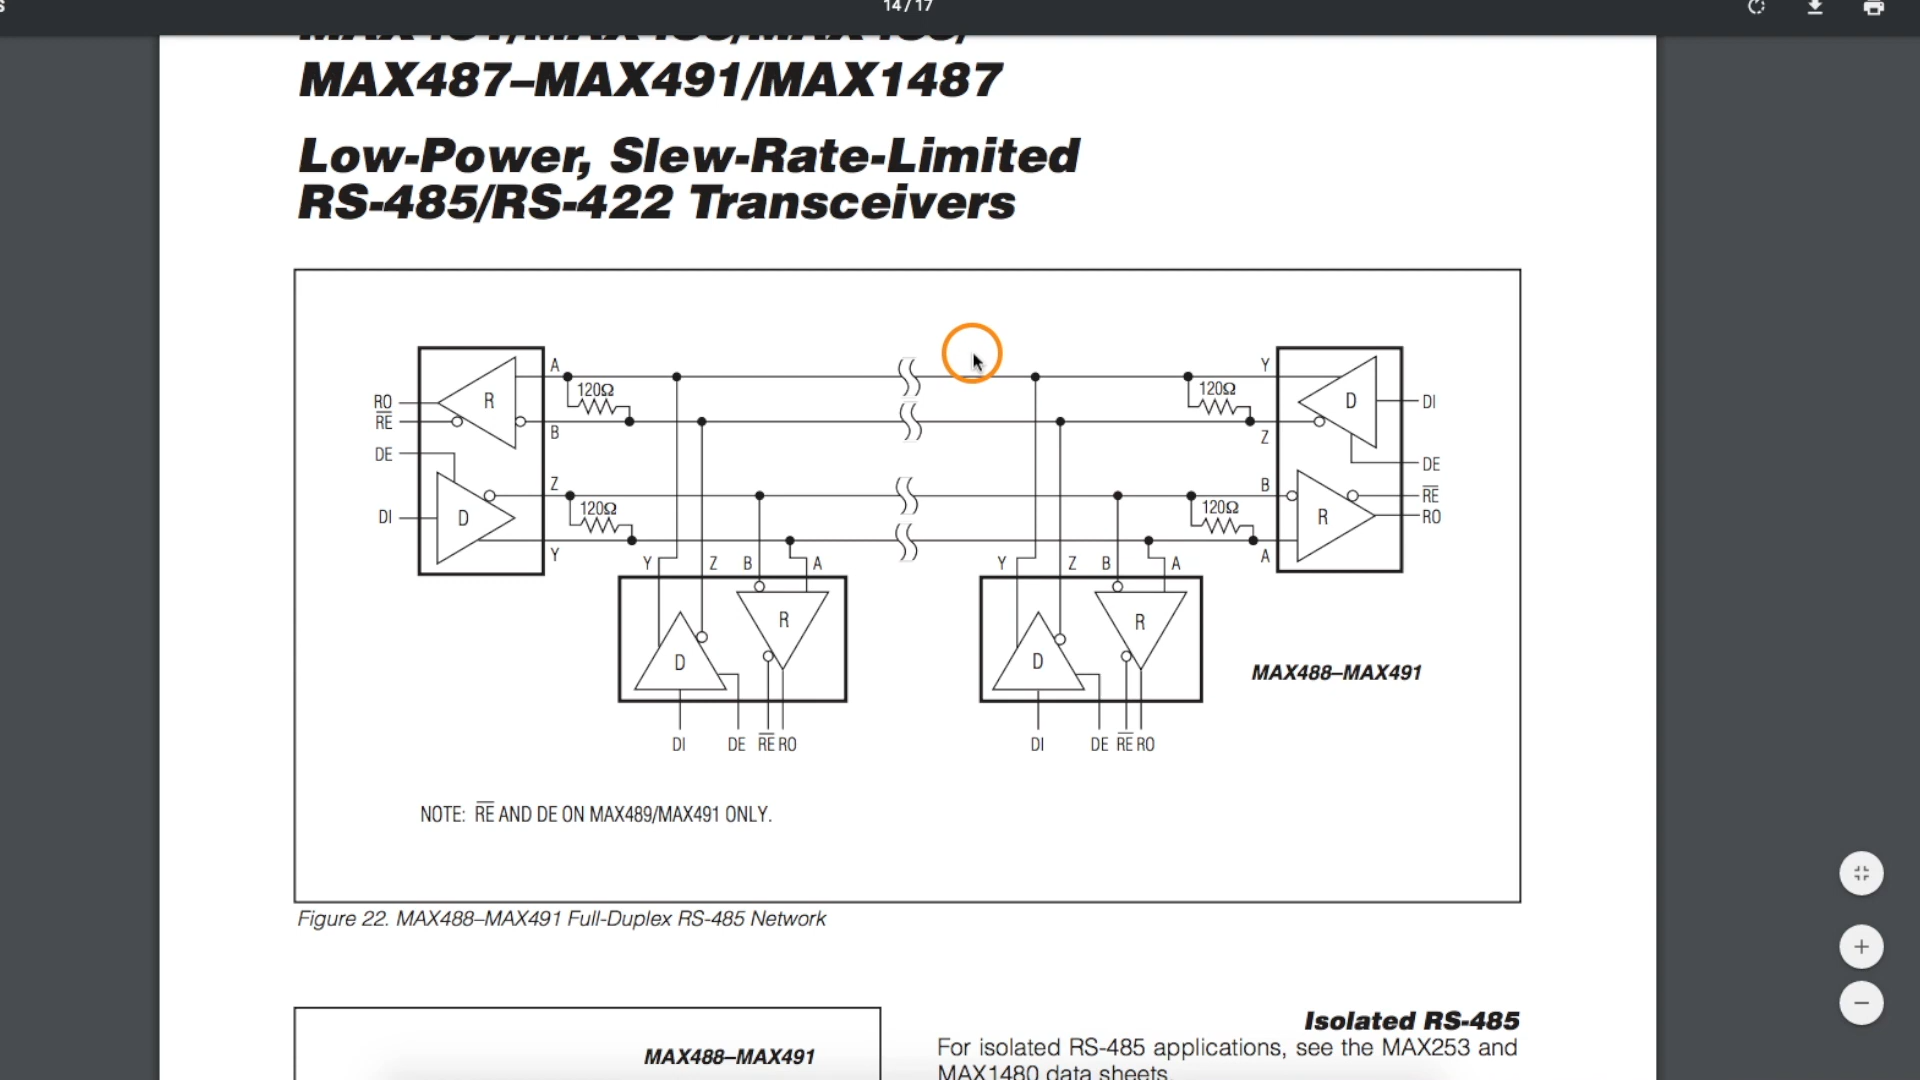 14 / 17
MAX487–MAX491/MAX1487
Low-Power, Slew-Rate-Limited
RS-485/RS-422 Transceivers
A
120Ω
RO
RE
R
B
DE
Z
120Ω
DI
D
Y
Y
120Ω
D
DI
Z
DE
B
RE
120Ω
R
RO
A
Y Z B A
D R
DI DE RE RO
Y Z B A
D R
DI DE RE RO
MAX488–MAX491
NOTE: RE AND DE ON MAX489/MAX491 ONLY.
Figure 22. MAX488–MAX491 Full-Duplex RS-485 Network
MAX488–MAX491
Isolated RS-485
For isolated RS-485 applications, see the MAX253 and
MAX1480 data sheets.